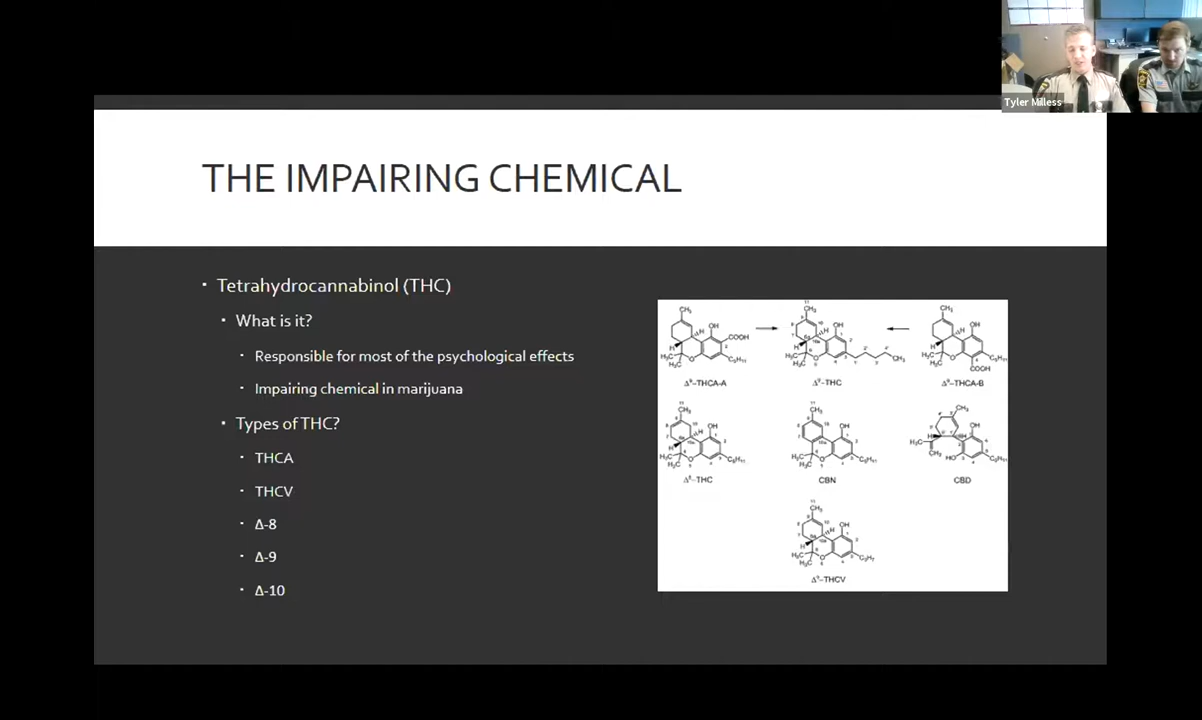 Tyler Milless
THE IMPAIRING CHEMICAL
Tetrahydrocannabinol (THC)
What is it?
Responsible for most of the psychological effects
Impairing chemical in marijuana
Types of THC?
THCA
THCV
Δ-8
Δ-9
Δ-10
Δ⁹-THCA-A
Δ⁹-THC
Δ⁹-THCA-B
Δ⁸-THC
CBN
CBD
Δ⁹-THCV